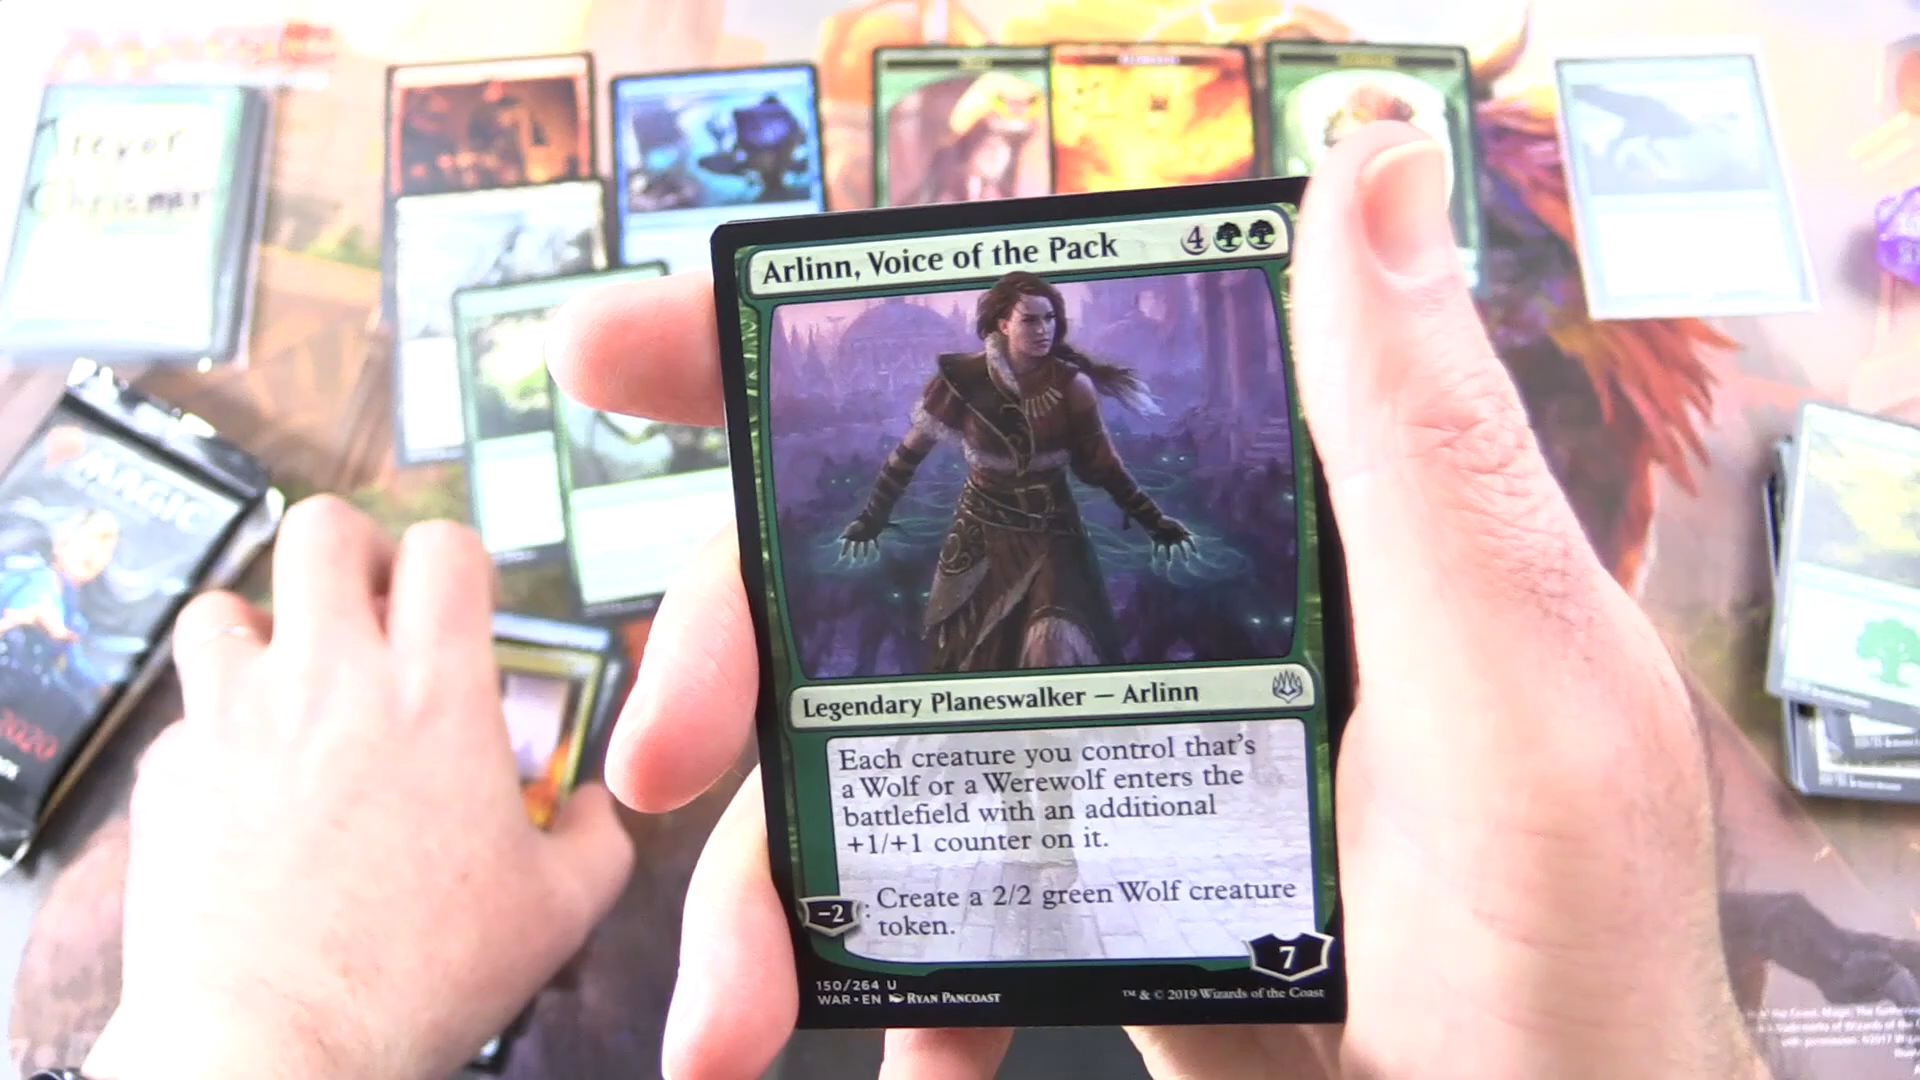 Trevor
Chrismar
MAGIC
2020
Arlinn, Voice of the Pack 4
Legendary Planeswalker — Arlinn
Each creature you control that's
a Wolf or a Werewolf enters the
battlefield with an additional
+1/+1 counter on it.
−2: Create a 2/2 green Wolf creature
token.
7
150/264 U
WAR • EN RYAN PANCOAST
™ & © 2019 Wizards of the Coast